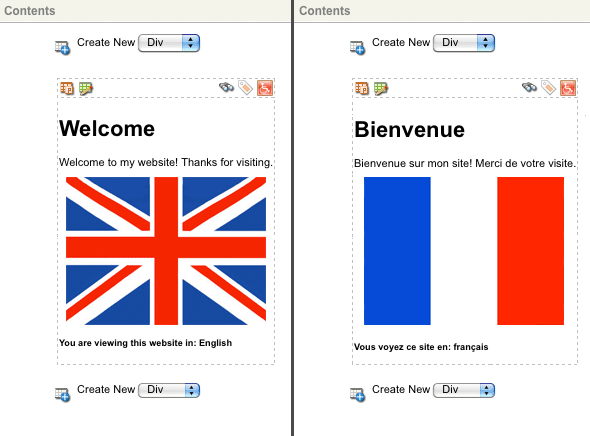 Contents
Create New Div
Welcome
Welcome to my website! Thanks for visiting.
You are viewing this website in: English
Create New Div
Contents
Create New Div
Bienvenue
Bienvenue sur mon site! Merci de votre visite.
Vous voyez ce site en: français
Create New Div